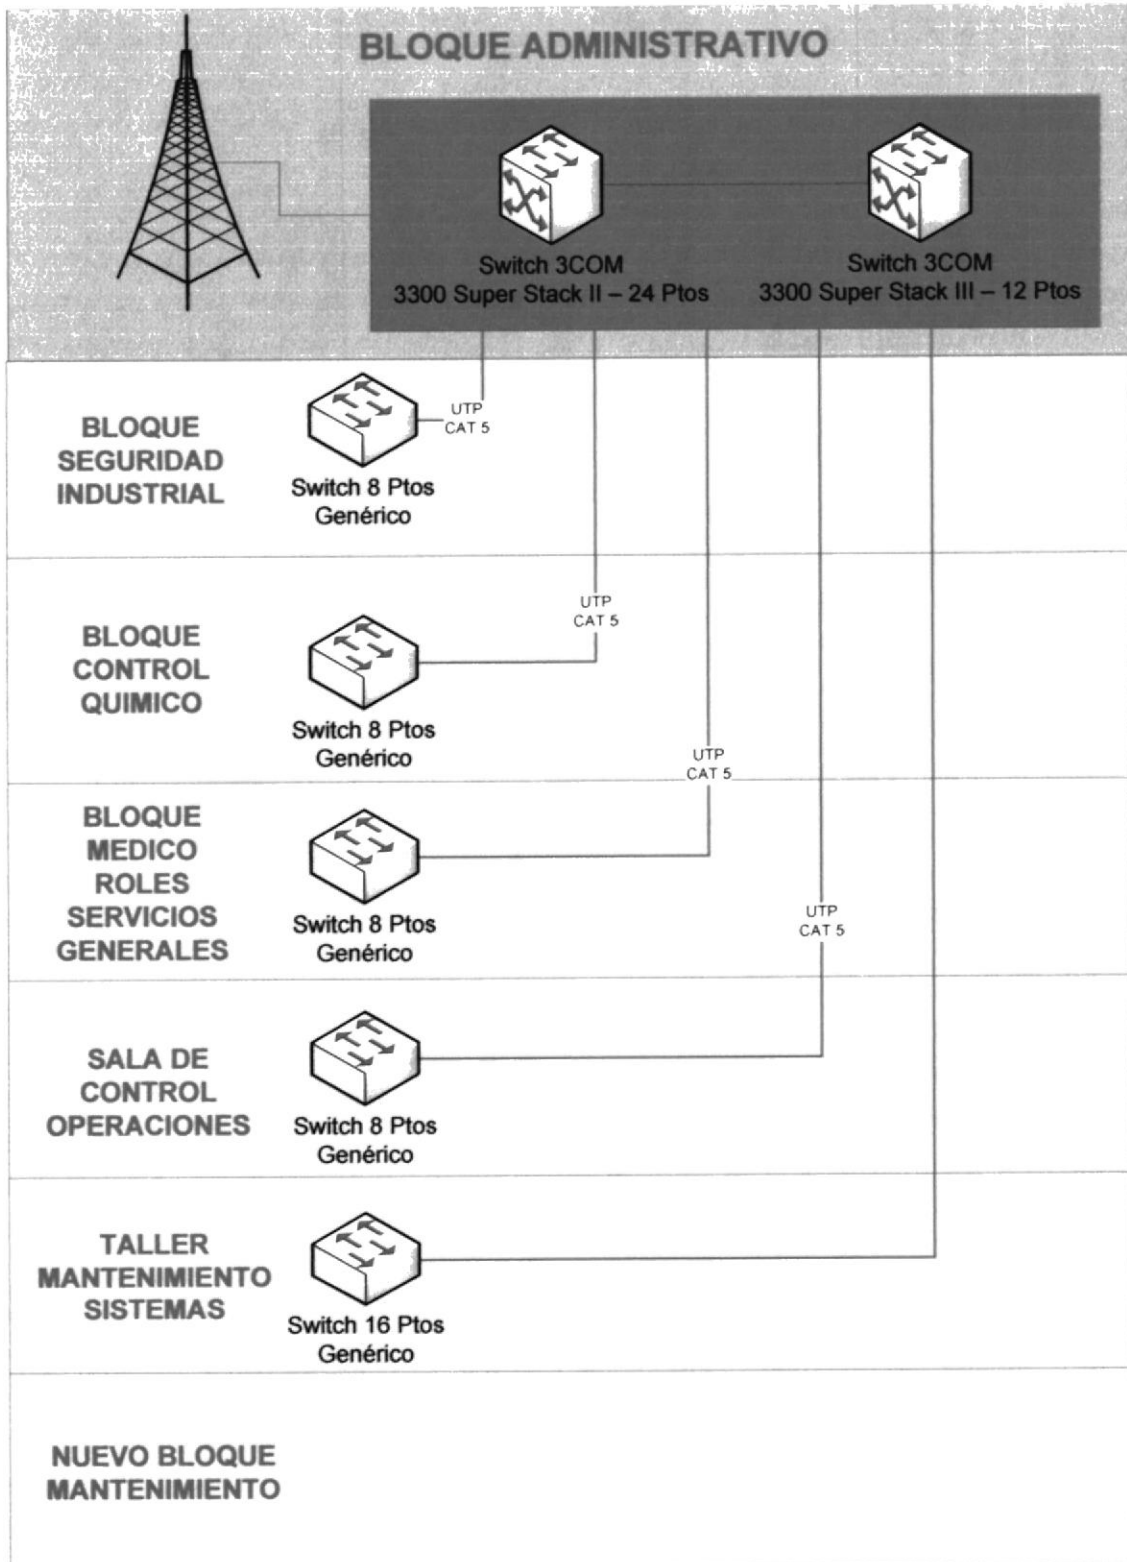 BLOQUE ADMINISTRATIVO
Switch 3COM
3300 Super Stack II – 24 Ptos
Switch 3COM
3300 Super Stack III – 12 Ptos
BLOQUE
SEGURIDAD
INDUSTRIAL
Switch 8 Ptos
Genérico
UTP
CAT 5
BLOQUE
CONTROL
QUIMICO
Switch 8 Ptos
Genérico
UTP
CAT 5
BLOQUE
MEDICO
ROLES
SERVICIOS
GENERALES
Switch 8 Ptos
Genérico
UTP
CAT 5
SALA DE
CONTROL
OPERACIONES
Switch 8 Ptos
Genérico
UTP
CAT 5
TALLER
MANTENIMIENTO
SISTEMAS
Switch 16 Ptos
Genérico
NUEVO BLOQUE
MANTENIMIENTO